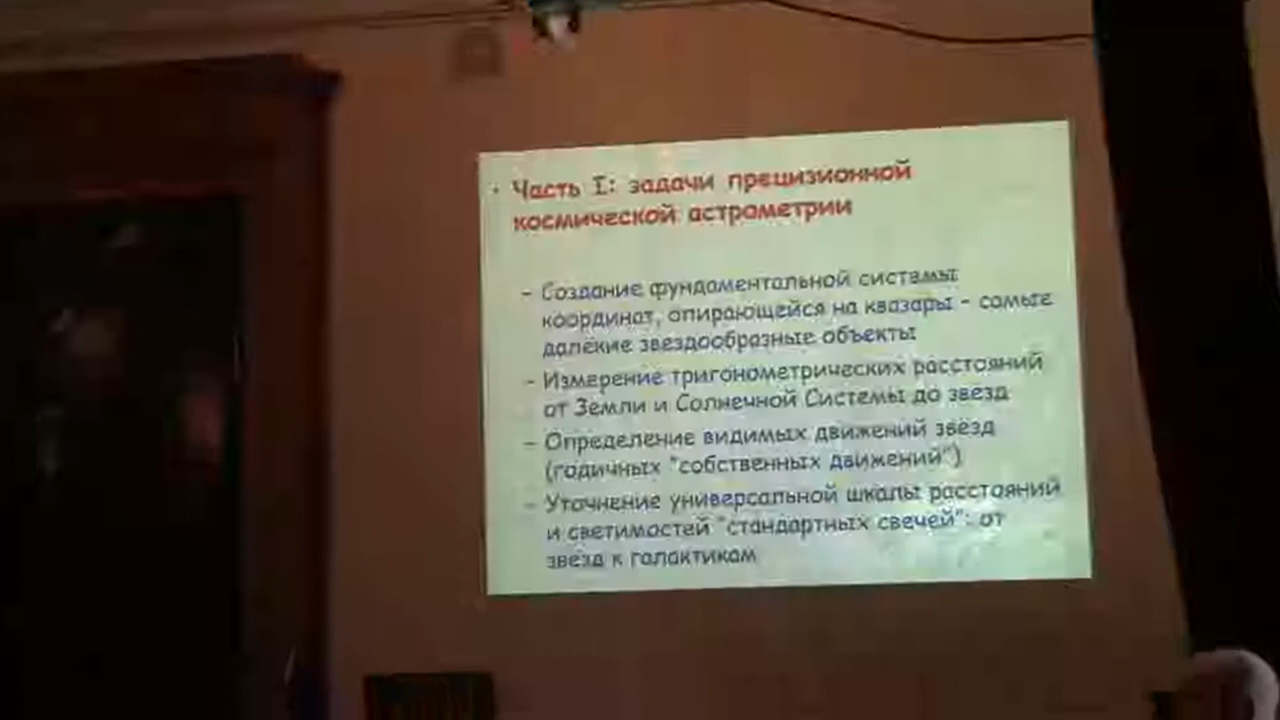 • Часть I: задачи прецизионной
космической астрометрии
– Создание фундаментальной системы
координат, опирающейся на квазары – самые
далекие звездообразные объекты
– Измерение тригонометрических расстояний
от Земли и Солнечной Системы до звезд
– Определение видимых движений звезд
(годичных "собственных движений")
– Уточнение универсальной шкалы расстояний
и светимостей "стандартных свечей": от
звезд к галактикам